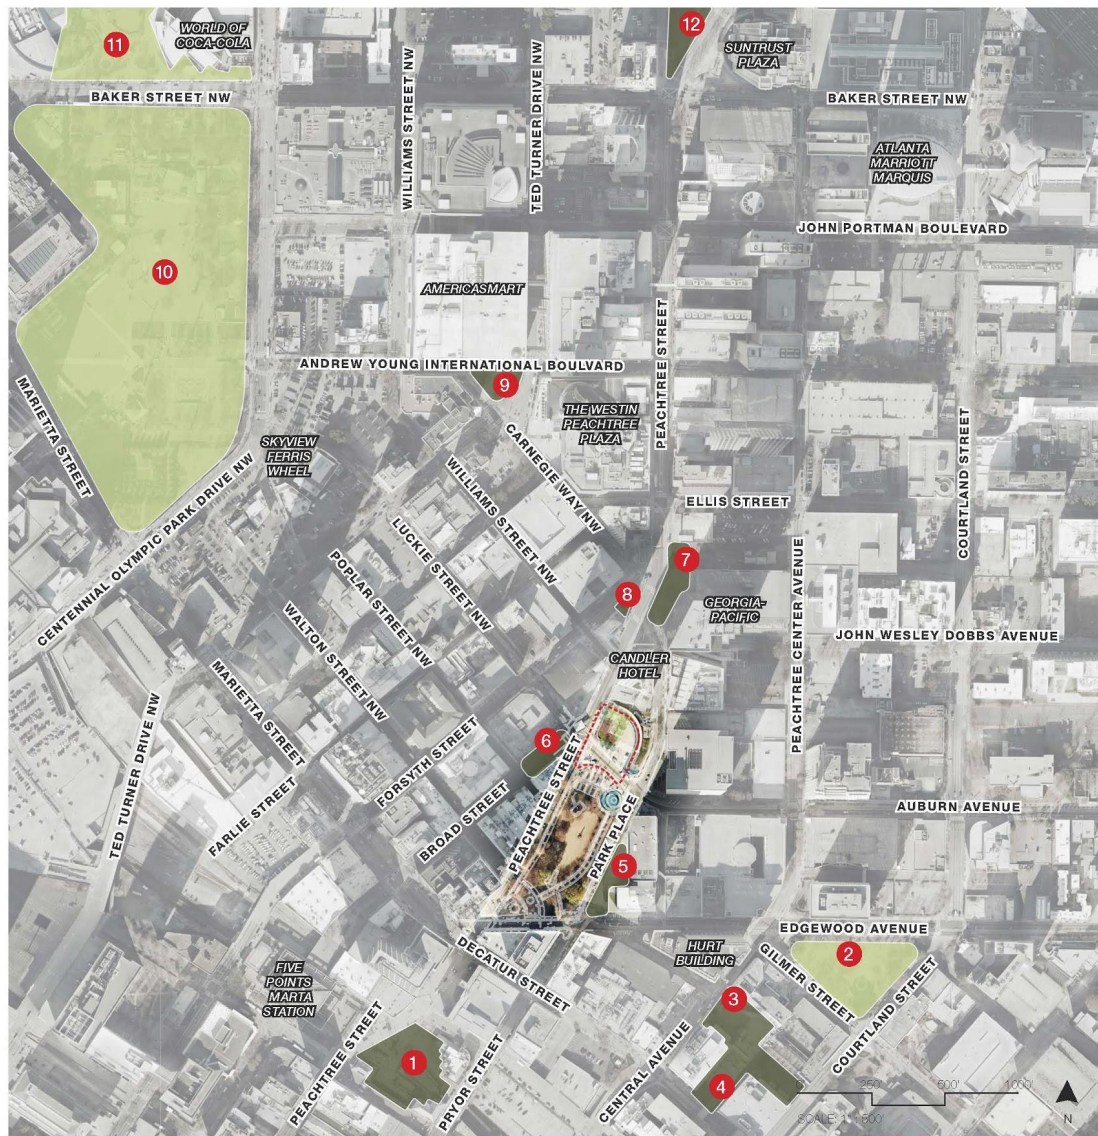 11
WORLD OF
COCA-COLA
12
SUNTRUST
PLAZA
BAKER STREET NW
WILLIAMS STREET NW
TED TURNER DRIVE NW
BAKER STREET NW
ATLANTA
MARRIOTT
MARQUIS
JOHN PORTMAN BOULEVARD
10
AMERICASMART
PEACHTREE STREET
ANDREW YOUNG INTERNATIONAL BOULVARD
9
MARIETTA STREET
THE WESTIN
PEACHTREE
PLAZA
SKYVIEW
FERRIS
WHEEL
CARNEGIE WAY NW
COURTLAND STREET
WILLIAMS STREET NW
ELLIS STREET
CENTENNIAL OLYMPIC PARK DRIVE NW
LUCKIE STREET NW
POPLAR STREET NW
7
8
GEORGIA-
PACIFIC
PEACHTREE CENTER AVENUE
WALTON STREET NW
JOHN WESLEY DOBBS AVENUE
CANDLER
HOTEL
MARIETTA STREET
TED TURNER DRIVE NW
6
FORSYTH STREET
PEACHTREE STREET
FARLIE STREET
BROAD STREET
PARK PLACE
AUBURN AVENUE
5
EDGEWOOD AVENUE
DECATUR STREET
HURT
BUILDING
2
GILMER STREET
COURTLAND STREET
FIVE
POINTS
MARTA
STATION
3
PEACHTREE STREET
1
PRYOR STREET
CENTRAL AVENUE
4
0 250' 500' 1000'
SCALE: 1":500'
N